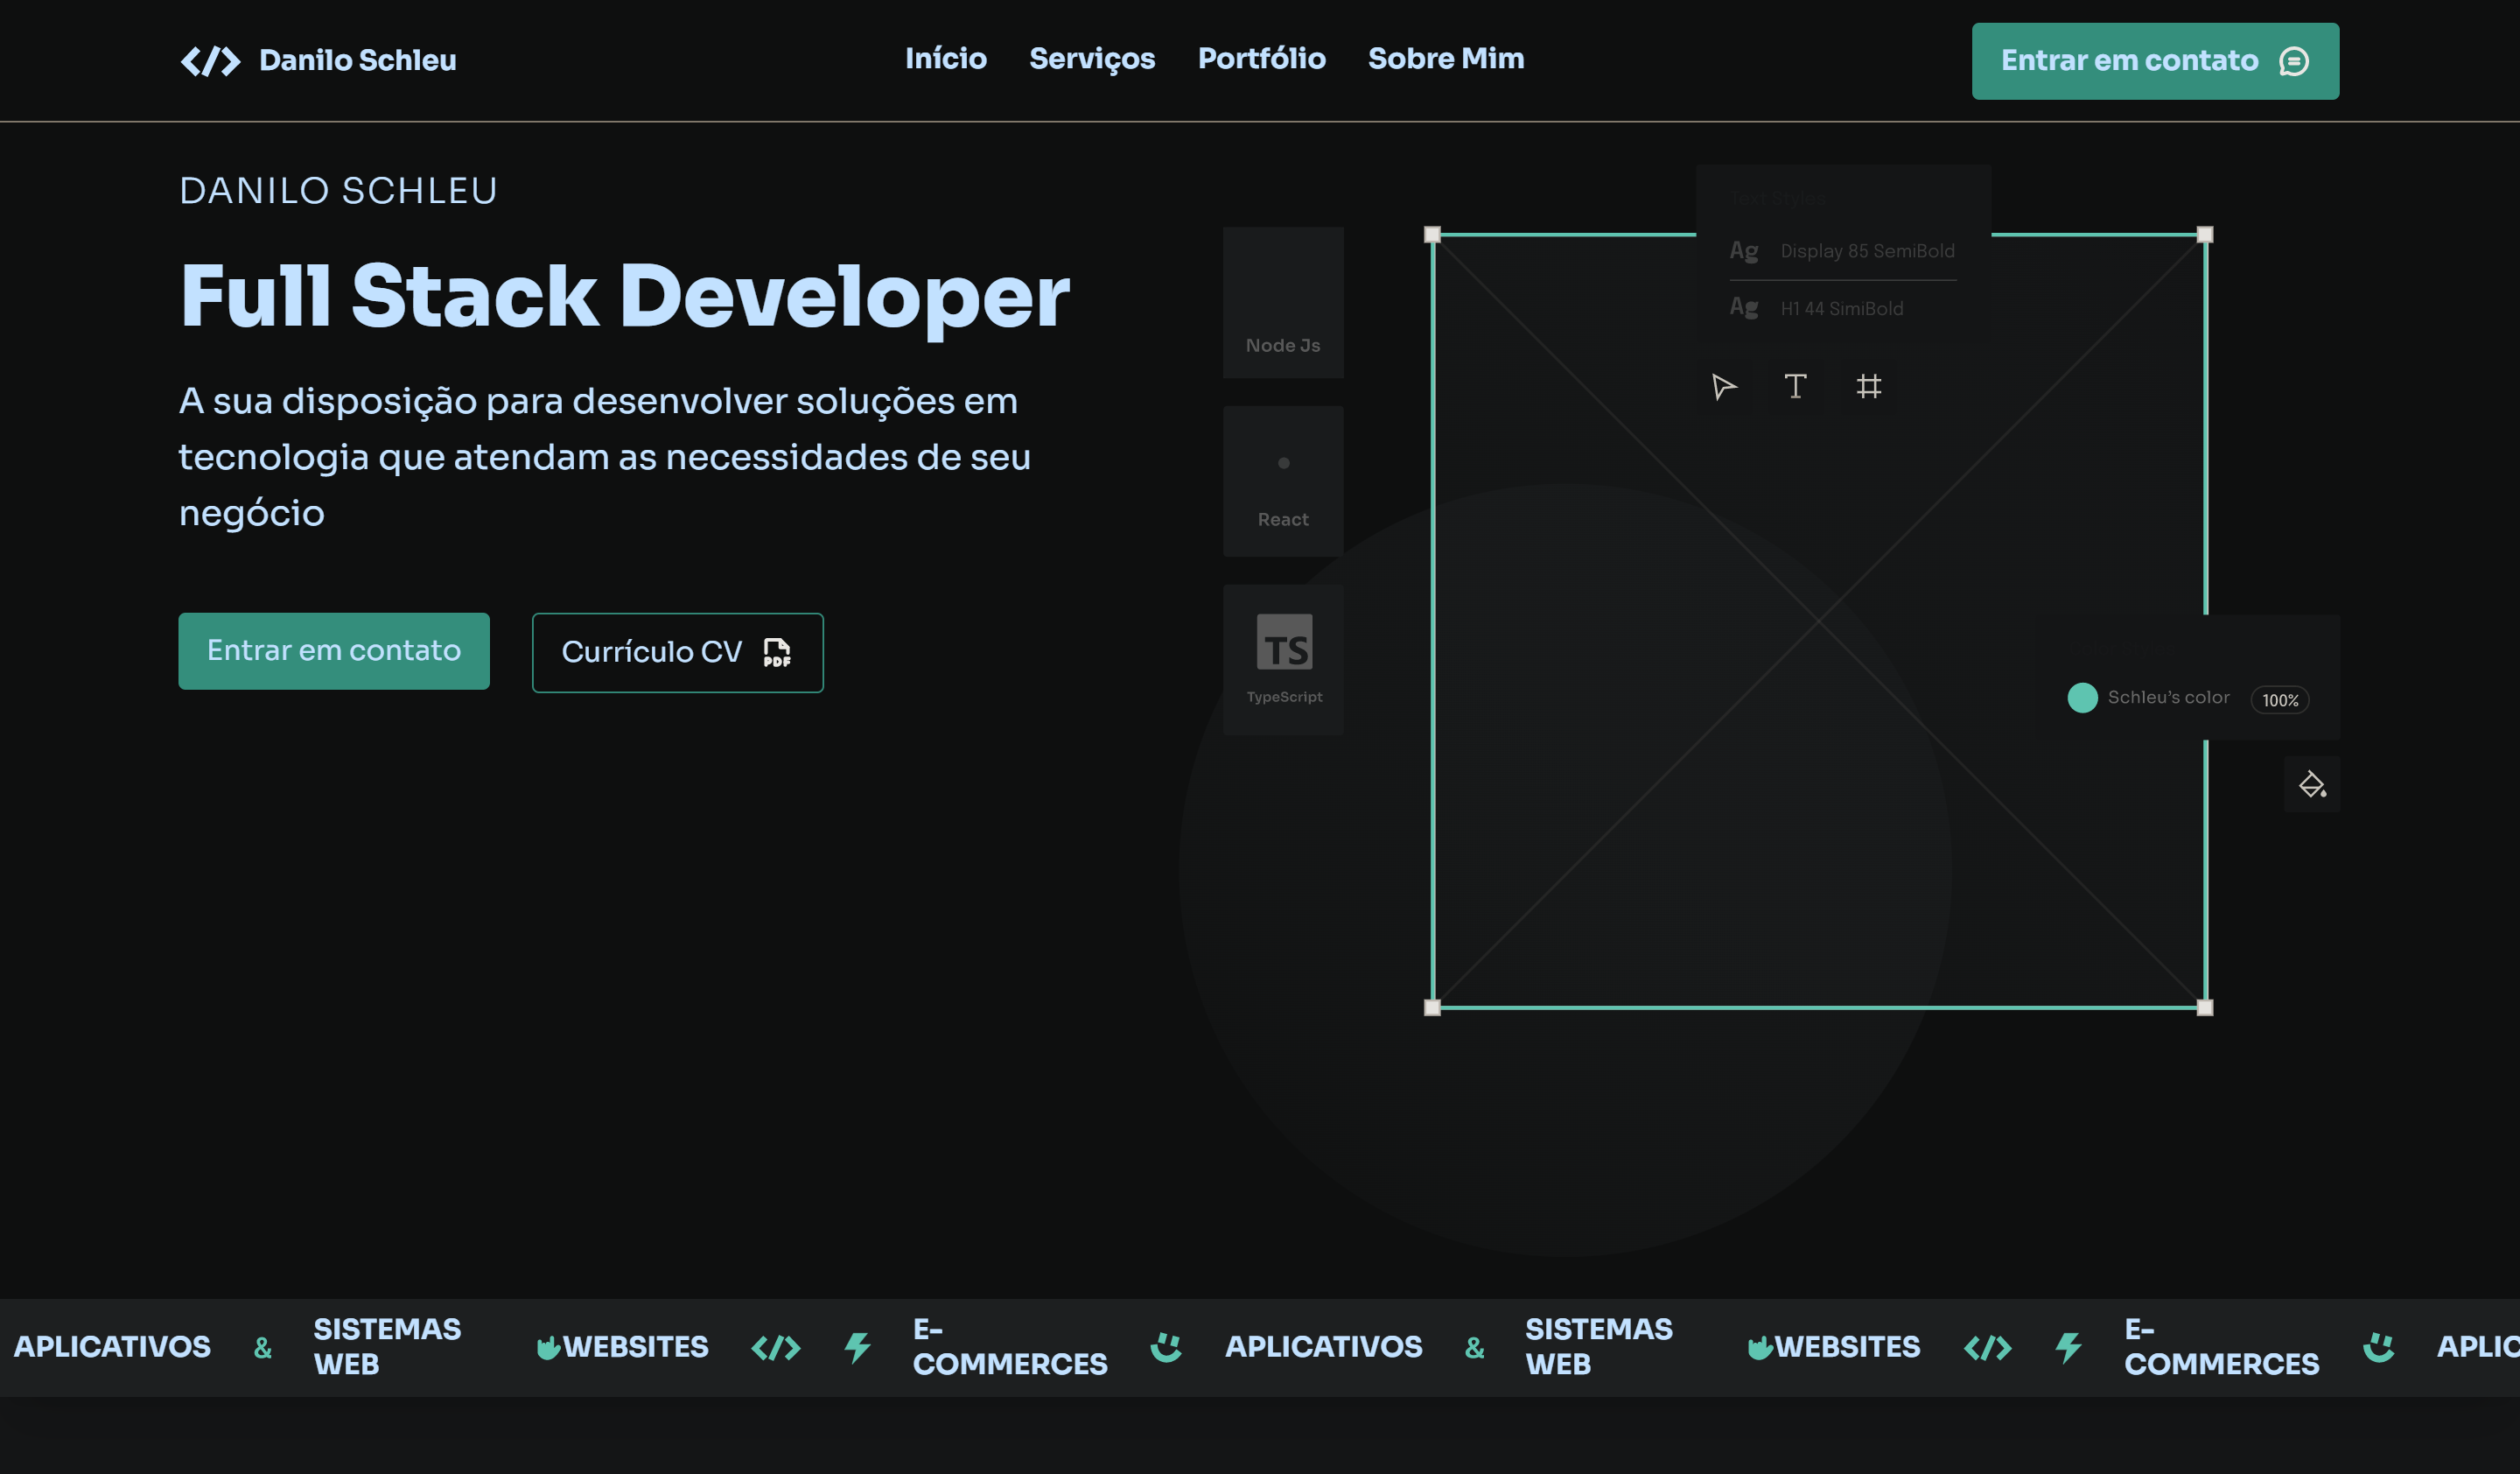 Danilo Schleu
Início Serviços Portfólio Sobre Mim
Entrar em contato
DANILO SCHLEU
Full Stack Developer
A sua disposição para desenvolver soluções em
tecnologia que atendam as necessidades de seu
negócio
Entrar em contato
Currículo CV PDF
Node Js
React
TS
TypeScript
Text Styles
Ag Display 85 SemiBold
Ag H1 44 SimiBold
Schleu's color 100%
APLICATIVOS & SISTEMAS WEB WEBSITES E-COMMERCES APLICATIVOS & SISTEMAS WEB WEBSITES E-COMMERCES APLIC